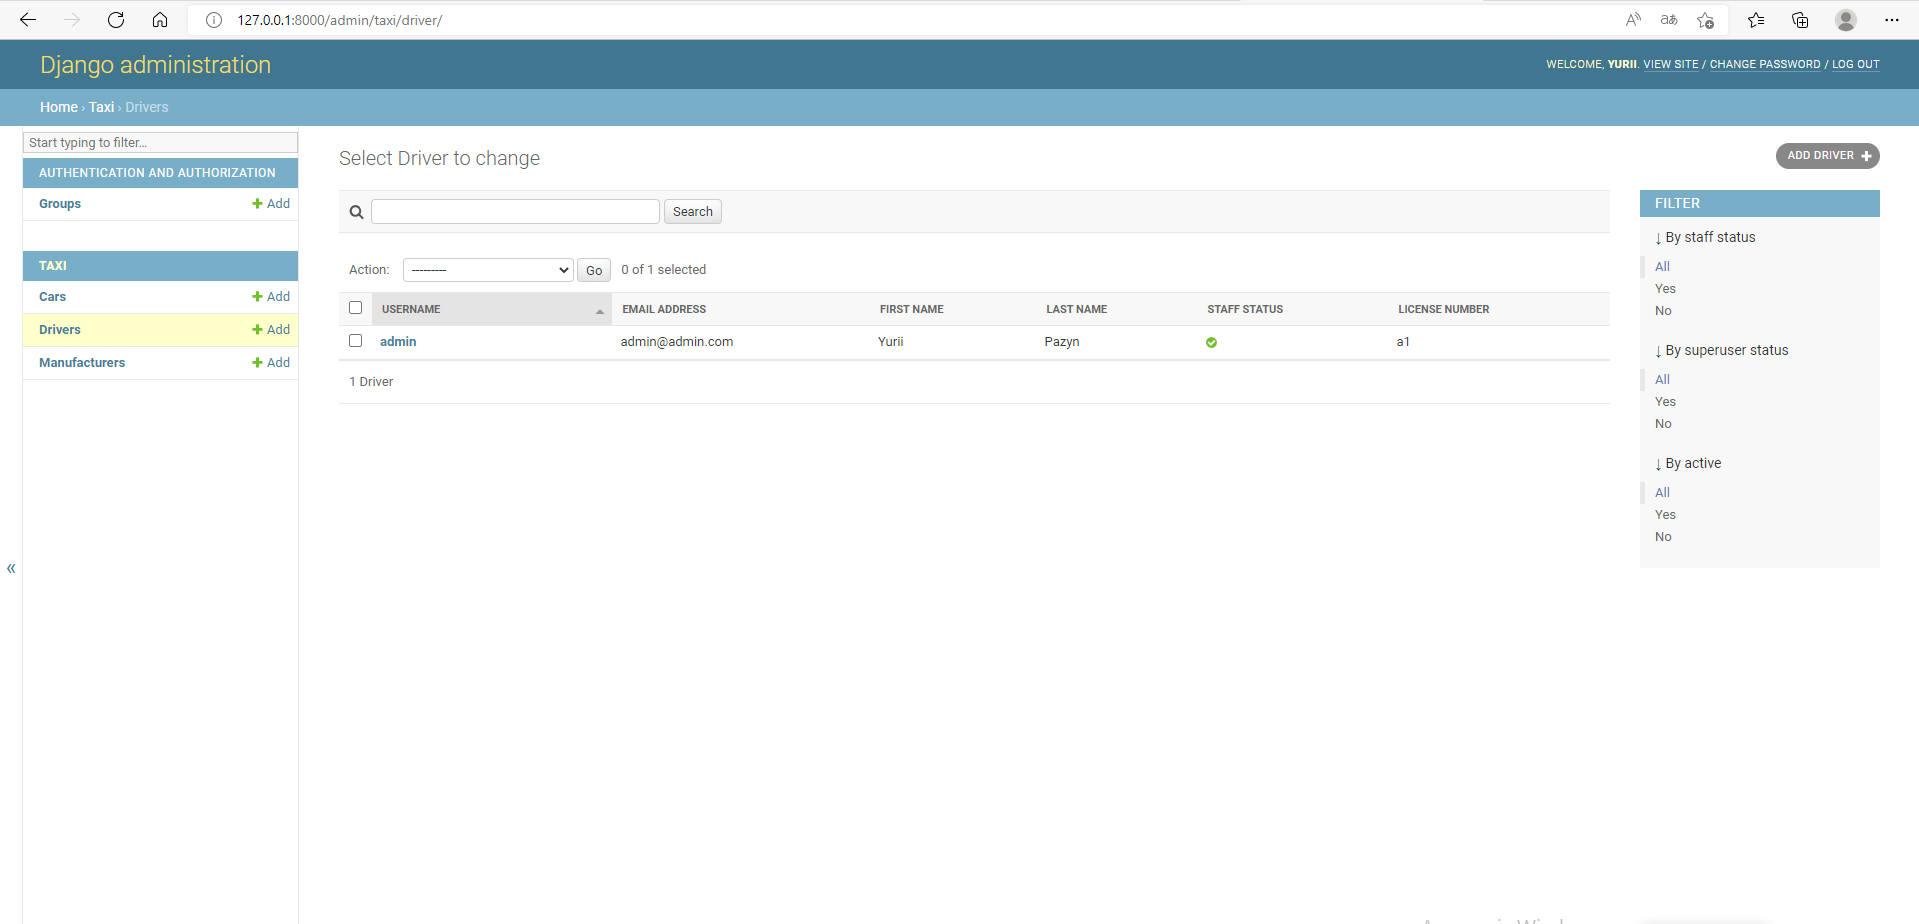 127.0.0.1:8000/admin/taxi/driver/
Django administration
WELCOME, YURII. VIEW SITE / CHANGE PASSWORD / LOG OUT
Home › Taxi › Drivers
Start typing to filter...
AUTHENTICATION AND AUTHORIZATION
Groups + Add
TAXI
Cars + Add
Drivers + Add
Manufacturers + Add
«
Select Driver to change
ADD DRIVER +
Search
Action: --------- Go 0 of 1 selected
USERNAME EMAIL ADDRESS FIRST NAME LAST NAME STAFF STATUS LICENSE NUMBER
admin admin@admin.com Yurii Pazyn a1
1 Driver
FILTER
↓ By staff status
All
Yes
No
↓ By superuser status
All
Yes
No
↓ By active
All
Yes
No